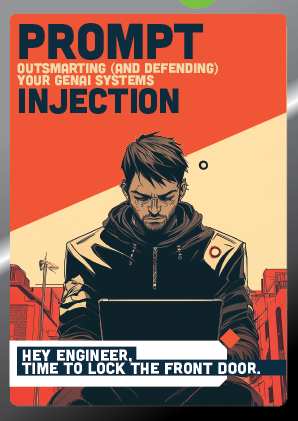 PROMPT
OUTSMARTING (AND DEFENDING)
YOUR GENAI SYSTEMS
INJECTION
HEY ENGINEER,
TIME TO LOCK THE FRONT DOOR.